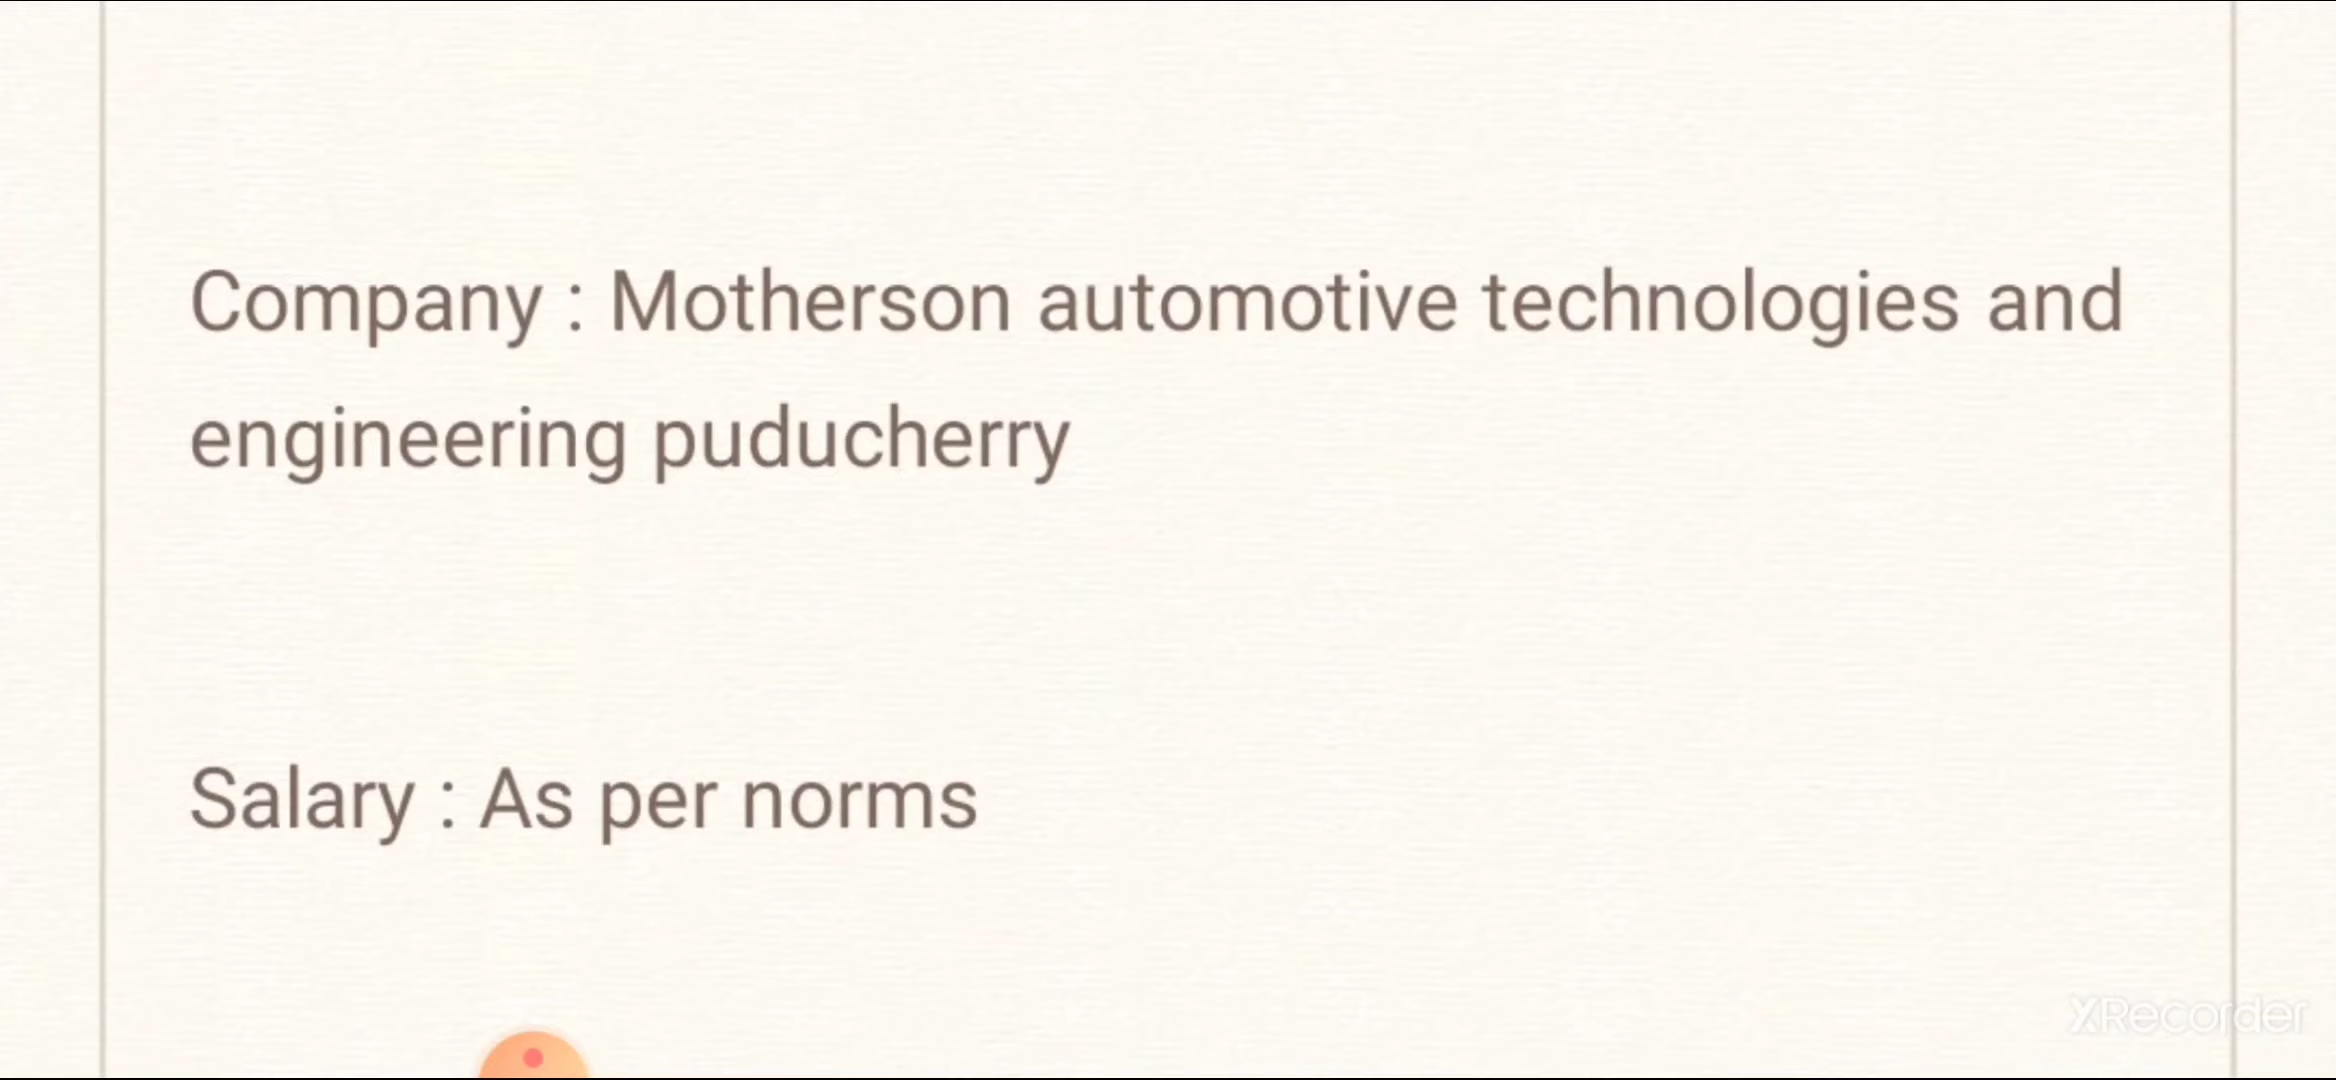 Company : Motherson automotive technologies and
engineering puducherry
Salary : As per norms
XRecorder